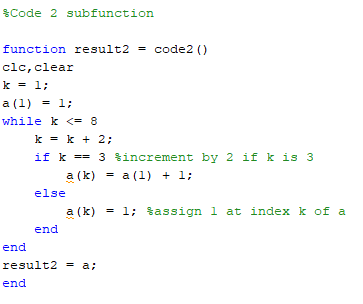 %Code 2 subfunction
function result2 = code2()
clc,clear
k = 1;
a(1) = 1;
while k <= 8
k = k + 2;
if k == 3 %increment by 2 if k is 3
a(k) = a(1) + 1;
else
a(k) = 1; %assign 1 at index k of a
end
end
result2 = a;
end